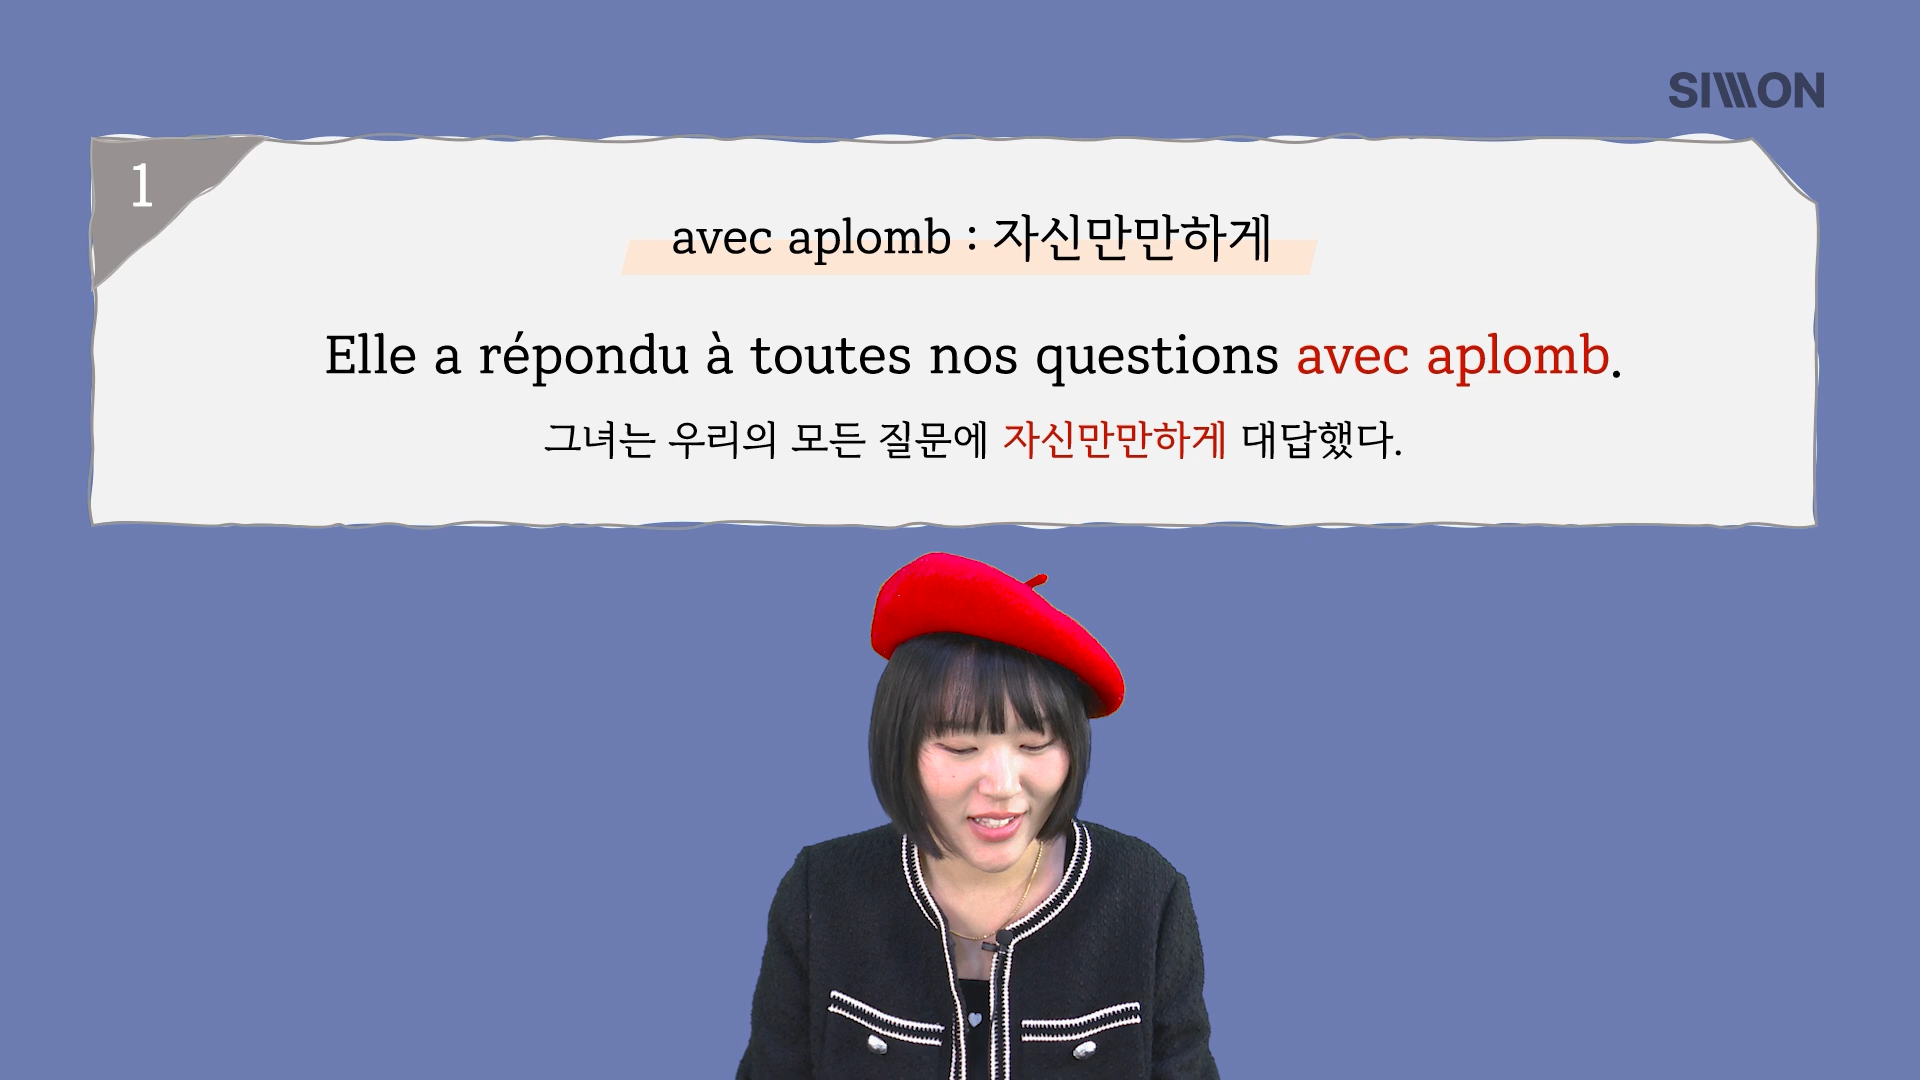 SIMON
1
avec aplomb : 자신만만하게
Elle a répondu à toutes nos questions avec aplomb.
그녀는 우리의 모든 질문에 자신만만하게 대답했다.